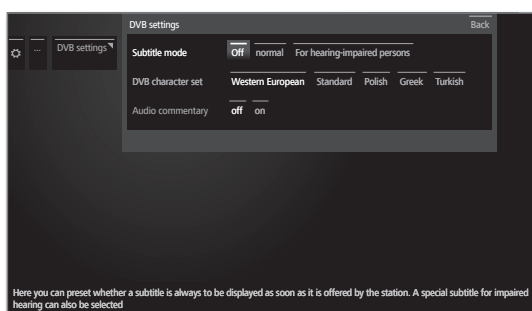 DVB settings Back
... DVB settings
Subtitle mode Off normal For hearing-impaired persons
DVB character set Western European Standard Polish Greek Turkish
Audio commentary off on
Here you can preset whether a subtitle is always to be displayed as soon as it is offered by the station. A special subtitle for impaired
hearing can also be selected